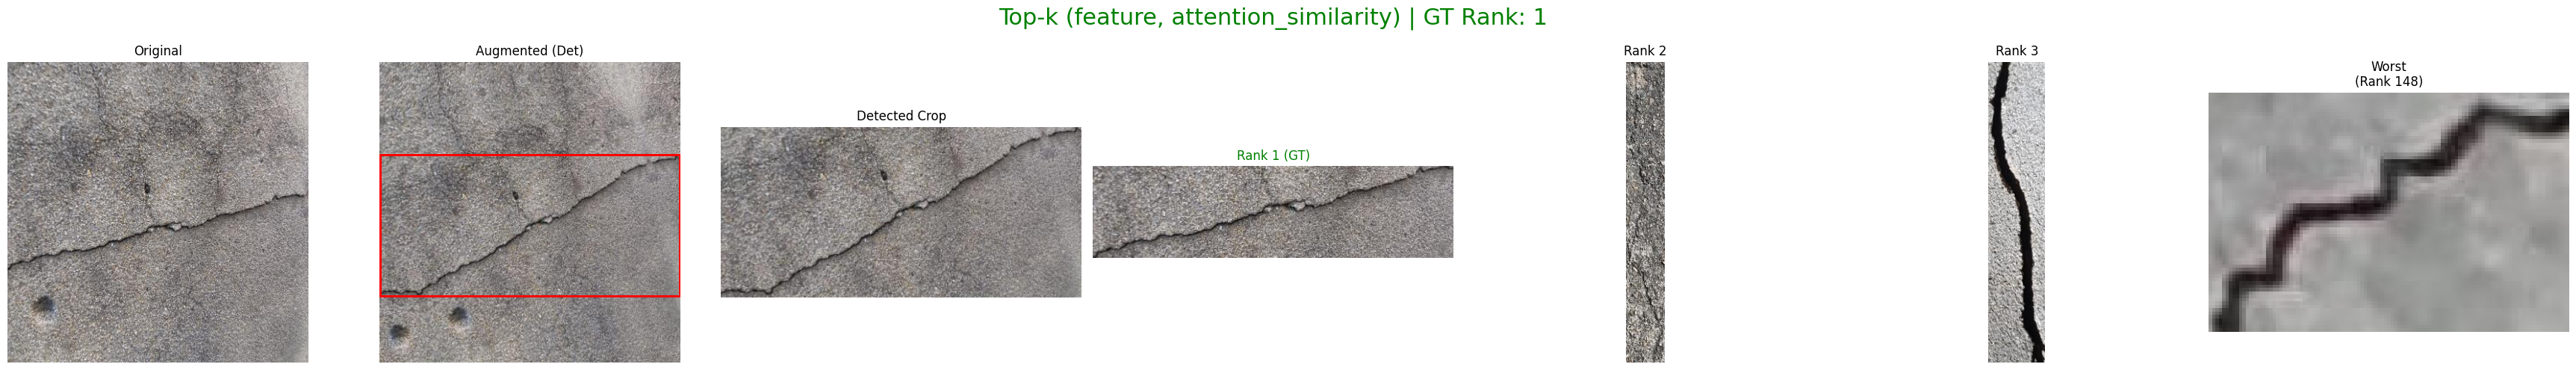 Top-k (feature, attention_similarity) | GT Rank: 1
Original
Augmented (Det)
Detected Crop
Rank 1 (GT)
Rank 2
Rank 3
Worst
(Rank 148)